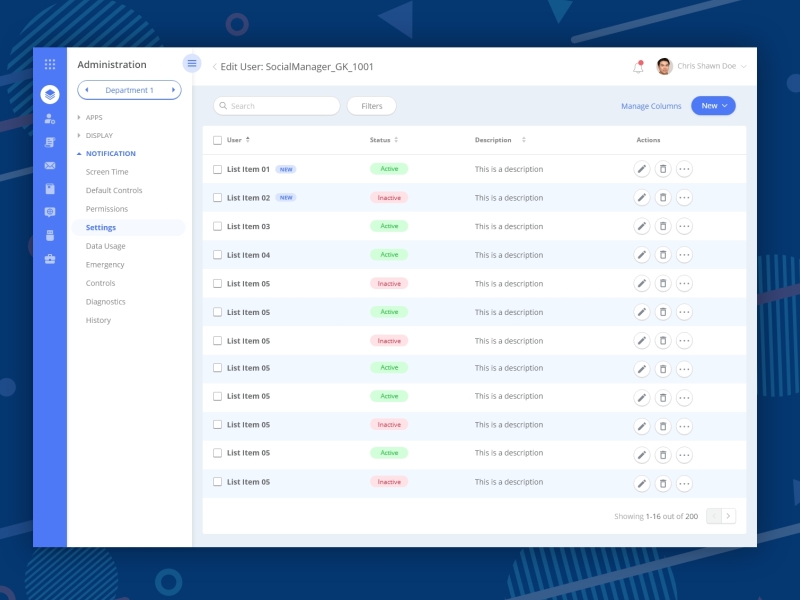 Administration
Edit User: SocialManager_GK_1001
Chris Shawn Doe
Department 1
Search
Filters
Manage Columns
New
APPS
DISPLAY
NOTIFICATION
Screen Time
Default Controls
Permissions
Settings
Data Usage
Emergency
Controls
Diagnostics
History
User Status Description Actions
List Item 01 NEW Active This is a description
List Item 02 NEW Inactive This is a description
List Item 03 Active This is a description
List Item 04 Active This is a description
List Item 05 Inactive This is a description
List Item 05 Active This is a description
List Item 05 Inactive This is a description
List Item 05 Active This is a description
List Item 05 Active This is a description
List Item 05 Inactive This is a description
List Item 05 Active This is a description
List Item 05 Inactive This is a description
Showing 1-16 out of 200